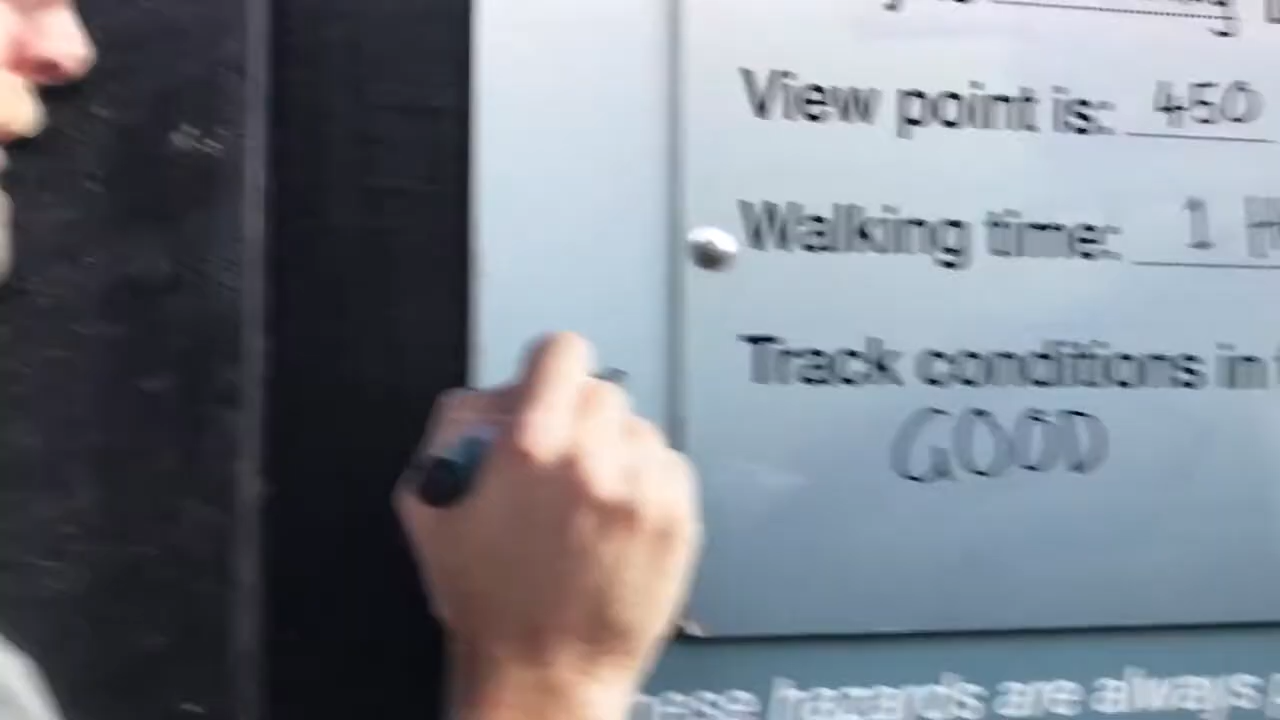 View point is: 450
Walking time: 1
Track conditions in
GOOD
hazards are always